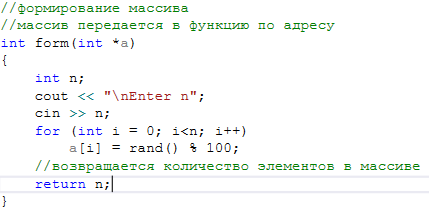 //формирование массива
//массив передается в функцию по адресу
int form(int *a)
{
    int n;
    cout << "\nEnter n";
    cin >> n;
    for (int i = 0; i<n; i++)
        a[i] = rand() % 100;
    //возвращается количество элементов в массиве
    return n;
}